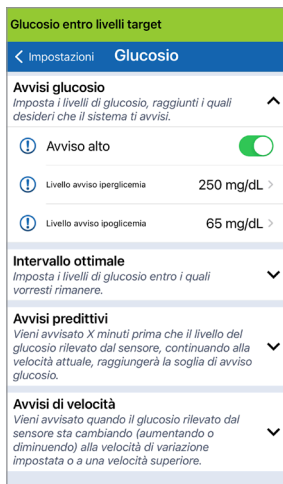 Glucosio entro livelli target
Impostazioni Glucosio
Avvisi glucosio
Imposta i livelli di glucosio, raggiunti i quali
desideri che il sistema ti avvisi.
Avviso alto
Livello avviso iperglicemia 250 mg/dL
Livello avviso ipoglicemia 65 mg/dL
Intervallo ottimale
Imposta i livelli di glucosio entro i quali
vorresti rimanere.
Avvisi predittivi
Vieni avvisato X minuti prima che il livello del
glucosio rilevato dal sensore, continuando alla
velocità attuale, raggiungerà la soglia di avviso
glucosio.
Avvisi di velocità
Vieni avvisato quando il glucosio rilevato dal
sensore sta cambiando (aumentando o
diminuendo) alla velocità di variazione
impostata o a una velocità superiore.